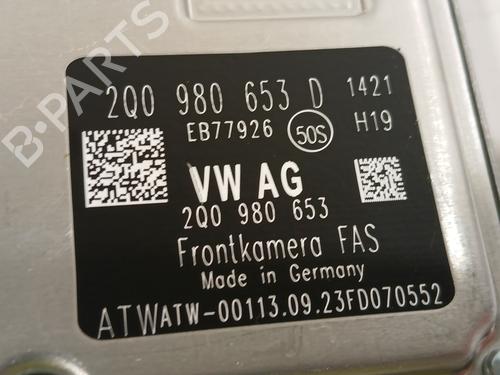 2Q0 980 653 D 1421
EB77926 50S H19
VW AG
2Q0 980 653
Frontkamera FAS
Made in Germany
ATWATW-00113.09.23FD070552